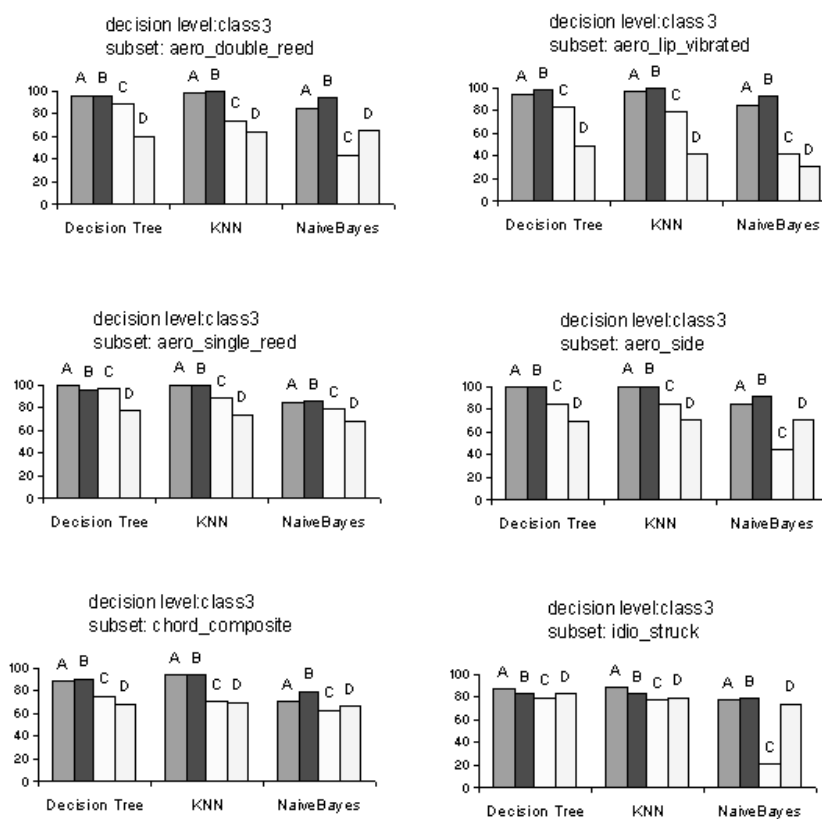 decision level:class3
subset: aero_double_reed
A B C D A B C D A B C D
100
80
60
40
20
0
Decision Tree KNN NaiveBayes
decision level:class3
subset: aero_lip_vibrated
A B C D A B C D A B C D
100
80
60
40
20
0
Decision Tree KNN NaiveBayes
decision level:class3
subset: aero_single_reed
A B C D A B C D A B C D
100
80
60
40
20
0
Decision Tree KNN NaiveBayes
decision level:class3
subset: aero_side
A B C D A B C D A B C D
100
80
60
40
20
0
Decision Tree KNN NaiveBayes
decision level:class3
subset: chord_composite
A B C D A B C D A B C D
100
80
60
40
20
0
Decision Tree KNN NaiveBayes
decision level:class3
subset: idio_struck
A B C D A B C D A B C D
100
80
60
40
20
0
Decision Tree KNN NaiveBayes